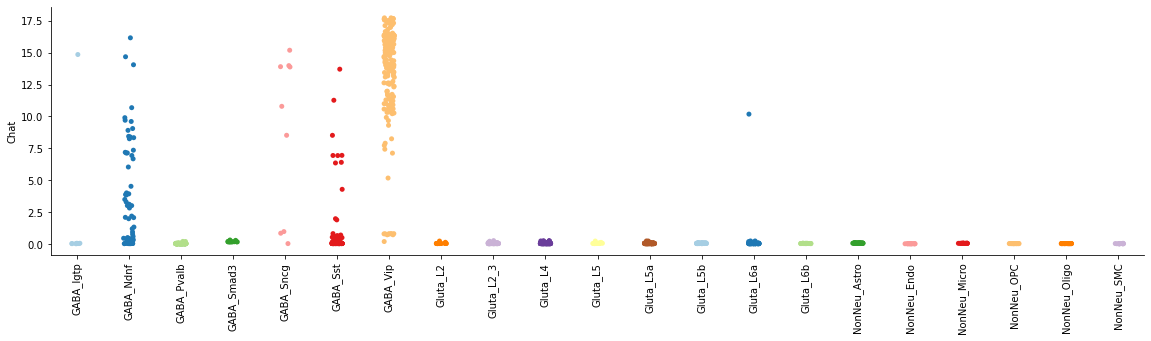 Chat
17.5
15.0
12.5
10.0
7.5
5.0
2.5
0.0
GABA_Igtp
GABA_Ndnf
GABA_Pvalb
GABA_Smad3
GABA_Sncg
GABA_Sst
GABA_Vip
Gluta_L2
Gluta_L2_3
Gluta_L4
Gluta_L5
Gluta_L5a
Gluta_L5b
Gluta_L6a
Gluta_L6b
NonNeu_Astro
NonNeu_Endo
NonNeu_Micro
NonNeu_OPC
NonNeu_Oligo
NonNeu_SMC